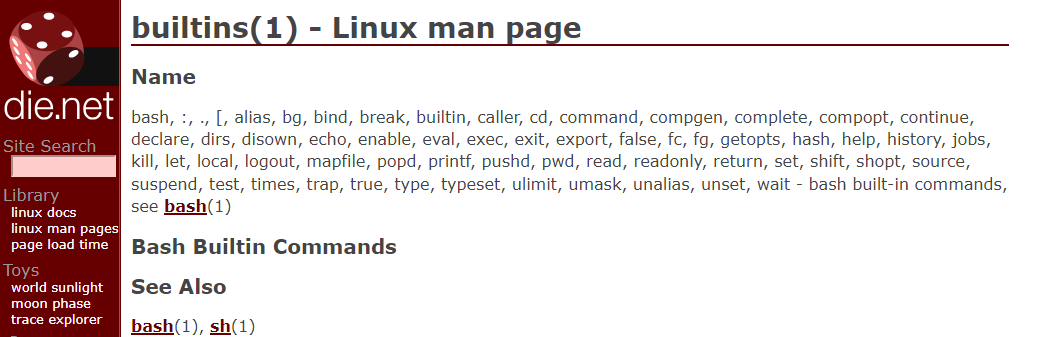 die.net
Site Search
Library
linux docs
linux man pages
page load time
Toys
world sunlight
moon phase
trace explorer
builtins(1) - Linux man page
Name
bash, :, ., [, alias, bg, bind, break, builtin, caller, cd, command, compgen, complete, compopt, continue,
declare, dirs, disown, echo, enable, eval, exec, exit, export, false, fc, fg, getopts, hash, help, history, jobs,
kill, let, local, logout, mapfile, popd, printf, pushd, pwd, read, readonly, return, set, shift, shopt, source,
suspend, test, times, trap, true, type, typeset, ulimit, umask, unalias, unset, wait - bash built-in commands,
see bash(1)
Bash Builtin Commands
See Also
bash(1), sh(1)